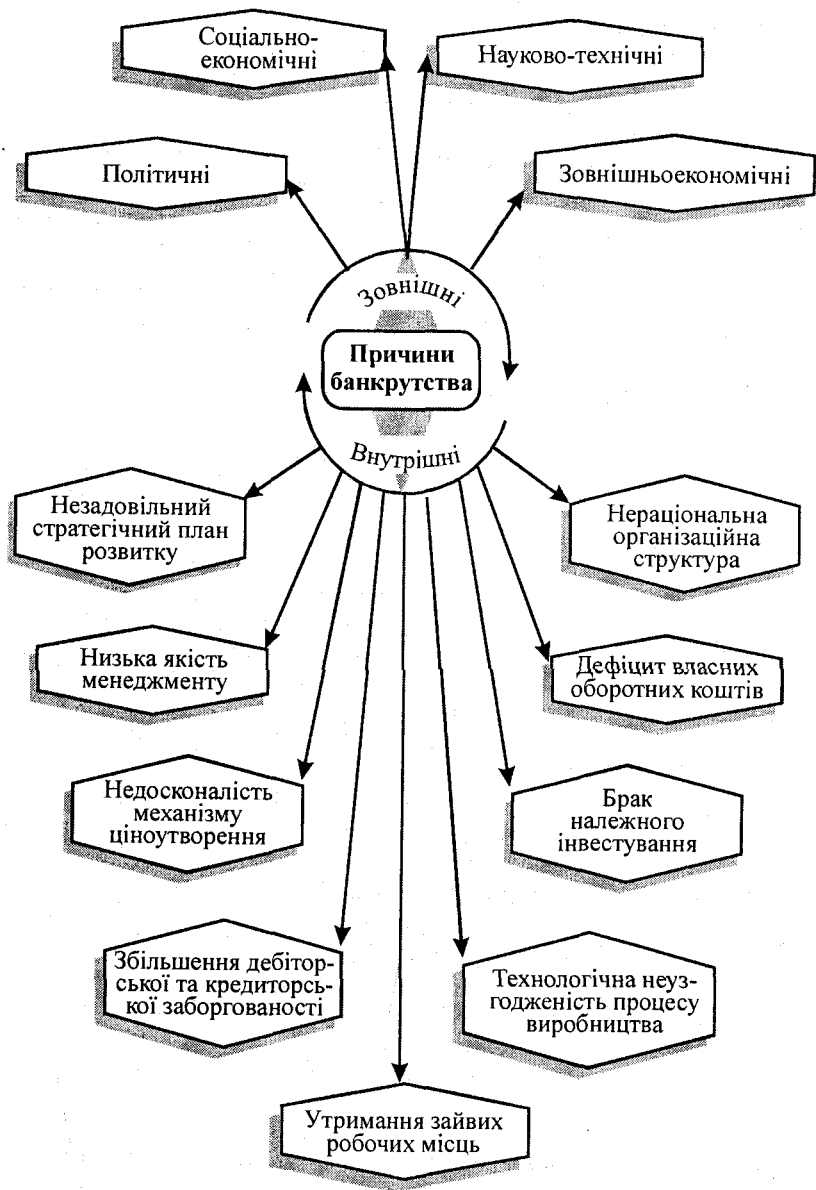 Соціально-
економічні
Науково-технічні
Політичні
Зовнішньоекономічні
Зовнішні
Причини
банкрутства
Внутрішні
Незадовільний
стратегічний план
розвитку
Нераціональна
організаційна
структура
Низька якість
менеджменту
Дефіцит власних
оборотних коштів
Недосконалість
механізму
ціноутворення
Брак
належного
інвестування
Збільшення дебітор-
ської та кредиторсь-
кої заборгованості
Технологічна неуз-
годженість процесу
виробництва
Утримання зайвих
робочих місць